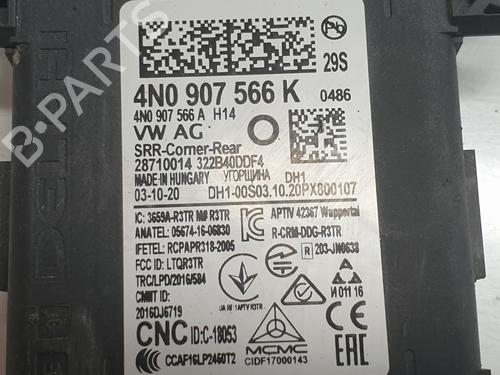 29S
4N0 907 566 K 0486
4N0 907 566 A H14
VW AG
SRR-Corner-Rear
28710014 322B40DDF4
MADE IN HUNGARY УГОРЩИНА DH1
03-10-20 DH1-00S03.10.20PX800107
IC: 3659A-R3TR M# R3TR APTIV 42367 Wuppertal
ANATEL: 05674-16-06830 R-CRM-DDG-R3TR
IFETEL: RCPAPR318-2005 R 203-JN0638
FCC ID: LTQR3TR
TRC/LPD/2016/584
CMIIT ID:
2016DJ6719
N 011 16
CNC ID:C-18053
CCAF16LP2460T2
MCMC
CIDF17000143
EAC